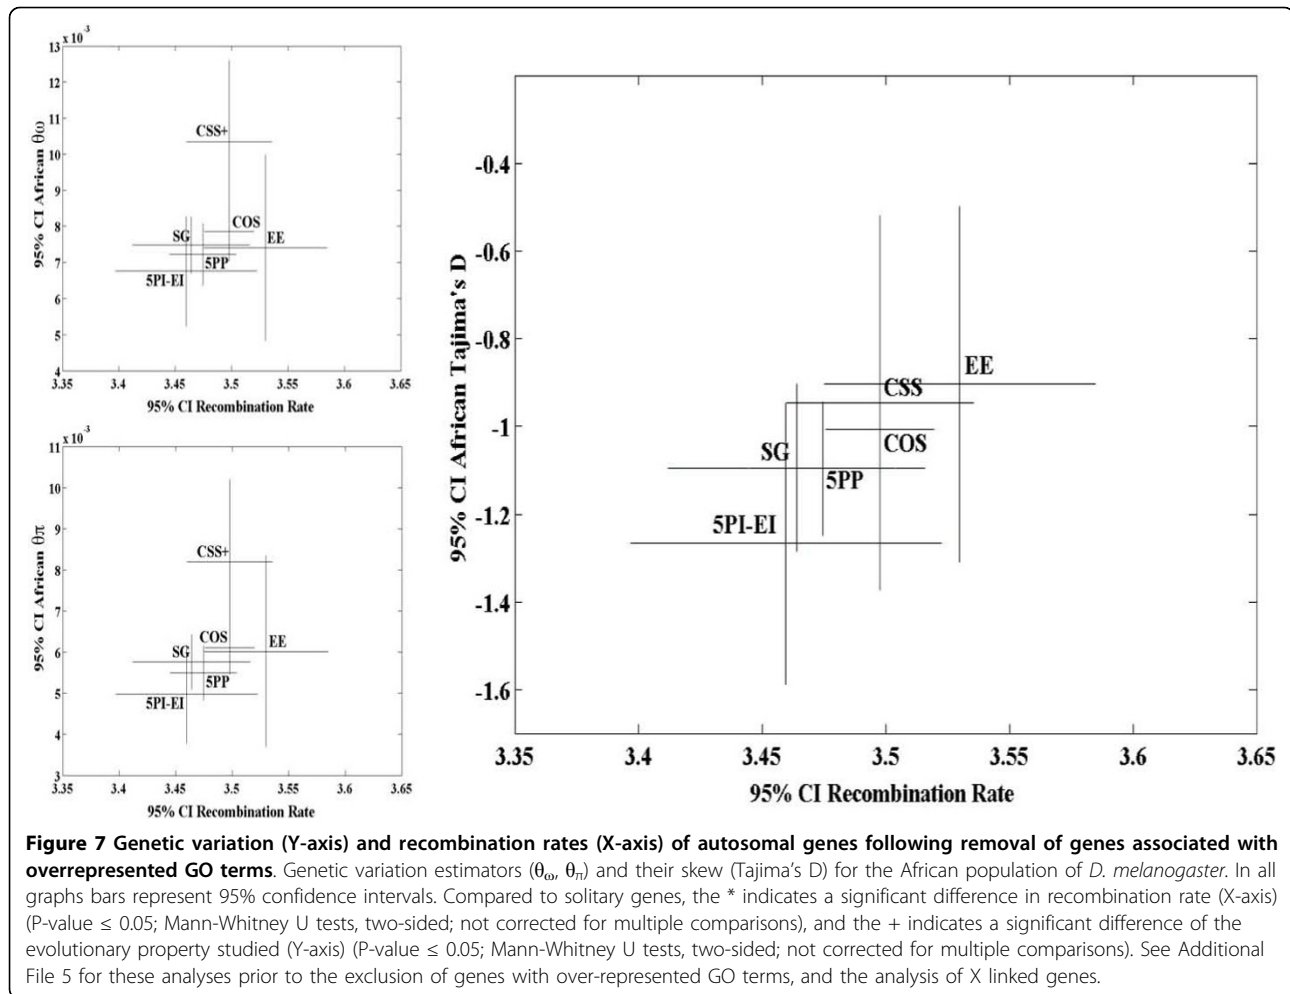 x 10⁻³
13
12
11
10
9
8
7
6
5
4
95% CI African θω
CSS+
COS
SG
EE
5PP
5PI-EI
3.35 3.4 3.45 3.5 3.55 3.6 3.65
95% CI Recombination Rate
x 10⁻³
11
10
9
8
7
6
5
4
3
95% CI African θπ
CSS+
COS
EE
SG
5PP
5PI-EI
3.35 3.4 3.45 3.5 3.55 3.6 3.65
95% CI Recombination Rate
-0.4
-0.6
-0.8
-1
-1.2
-1.4
-1.6
95% CI African Tajima's D
EE
CSS
COS
SG
5PP
5PI-EI
3.35 3.4 3.45 3.5 3.55 3.6 3.65
95% CI Recombination Rate
Figure 7 Genetic variation (Y-axis) and recombination rates (X-axis) of autosomal genes following removal of genes associated with
overrepresented GO terms. Genetic variation estimators (θω, θπ) and their skew (Tajima's D) for the African population of D. melanogaster. In all
graphs bars represent 95% confidence intervals. Compared to solitary genes, the * indicates a significant difference in recombination rate (X-axis)
(P-value ≤ 0.05; Mann-Whitney U tests, two-sided; not corrected for multiple comparisons), and the + indicates a significant difference of the
evolutionary property studied (Y-axis) (P-value ≤ 0.05; Mann-Whitney U tests, two-sided; not corrected for multiple comparisons). See Additional
File 5 for these analyses prior to the exclusion of genes with over-represented GO terms, and the analysis of X linked genes.